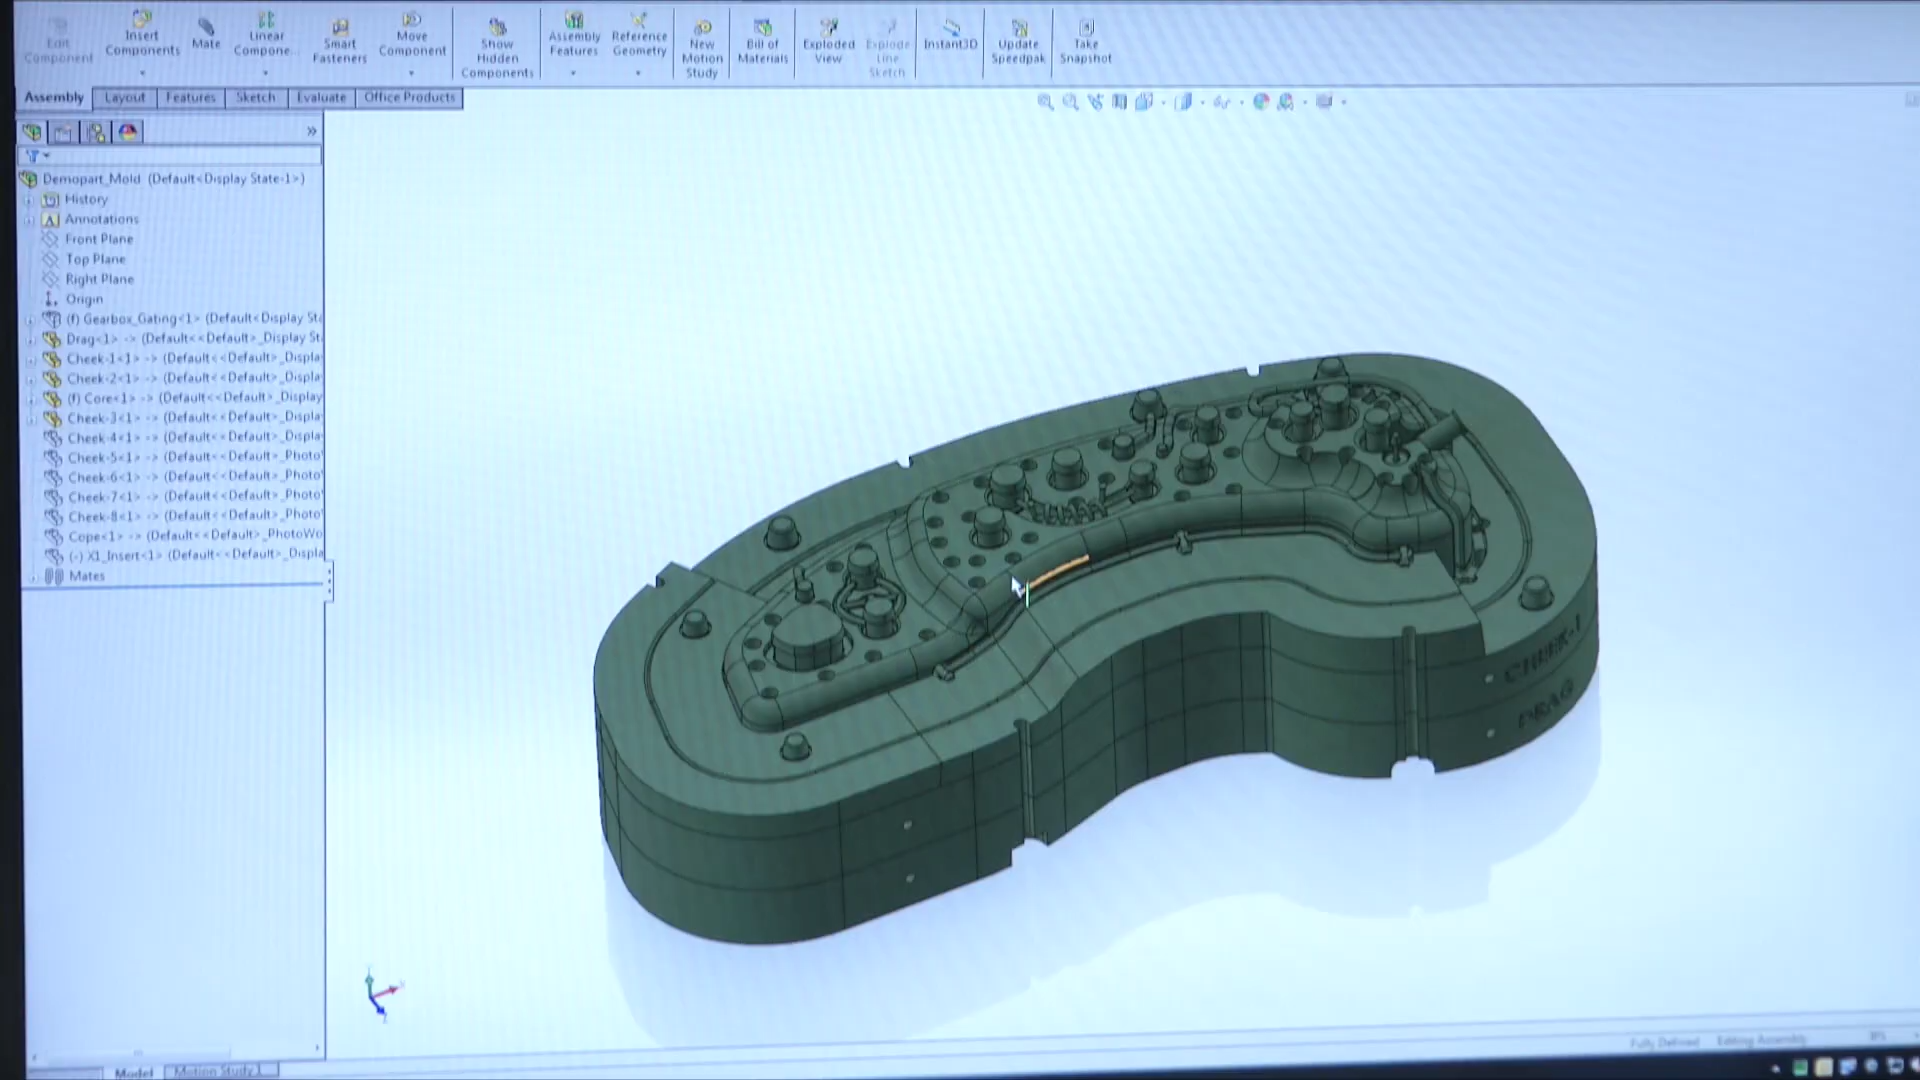 Edit Component
Insert Components
Mate
Linear Compone...
Smart Fasteners
Move Component
Show Hidden Components
Assembly Features
Reference Geometry
New Motion Study
Bill of Materials
Exploded View
Explode Line Sketch
Instant3D
Update Speedpak
Take Snapshot
Assembly Layout Features Sketch Evaluate Office Products
Demopart_Mold (Default<Display State-1>)
History
A Annotations
Front Plane
Top Plane
Right Plane
Origin
(f) Gearbox_Gating<1> (Default<Display Sta
Drag<1> -> (Default<<Default>_Display St
Cheek-1<1> -> (Default<<Default>_Displa
Cheek-2<1> -> (Default<<Default>_Displa
(f) Core<1> -> (Default<<Default>_Display
Cheek-3<1> -> (Default<<Default>_Displa
Cheek-4<1> -> (Default<<Default>_Displa
Cheek-5<1> -> (Default<<Default>_Photo
Cheek-6<1> -> (Default<<Default>_Photo
Cheek-7<1> -> (Default<<Default>_Photo
Cheek-8<1> -> (Default<<Default>_Photo
Cope<1> -> (Default<<Default>_PhotoWo
(-) X1_Insert<1> (Default<<Default>_Displa
Mates
CHEEK-1
DRAG
Fully Defined Editing Assembly
Model Motion Study 1